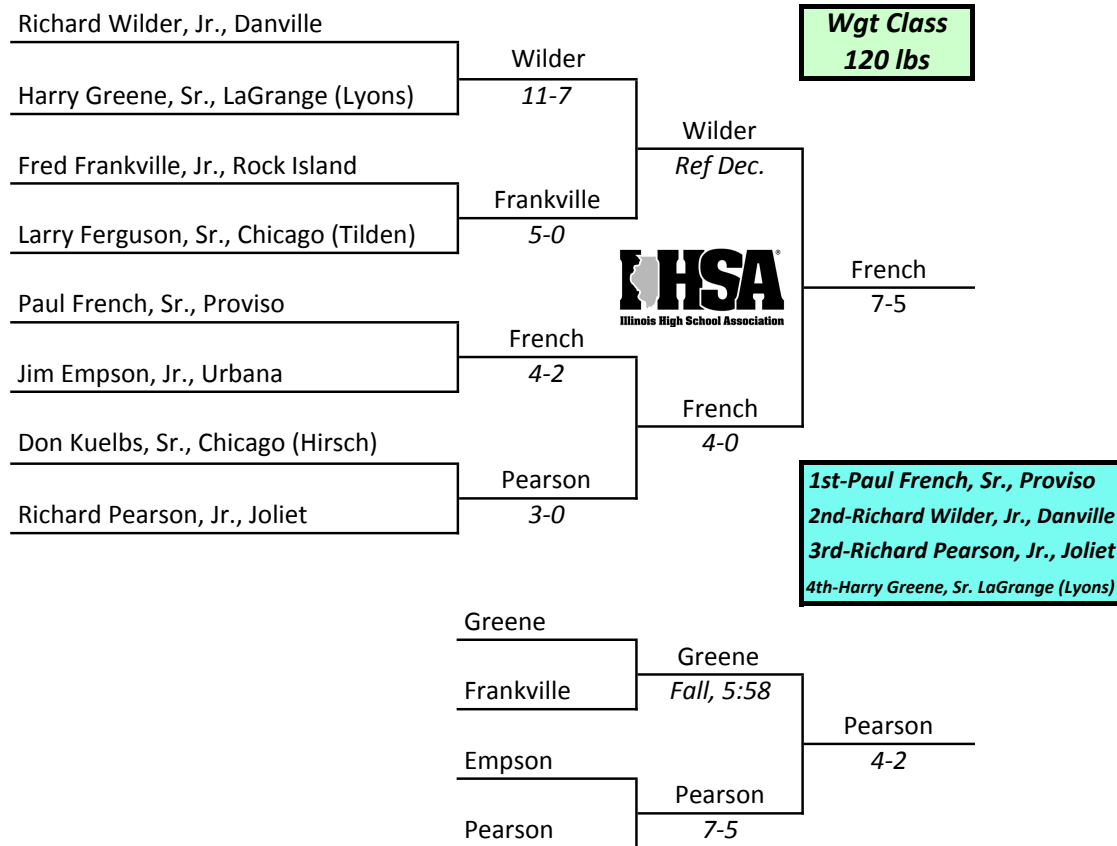 Richard Wilder, Jr., Danville
Wgt Class
120 lbs
Wilder
Harry Greene, Sr., LaGrange (Lyons)
11-7
Wilder
Fred Frankville, Jr., Rock Island
Ref Dec.
Frankville
Larry Ferguson, Sr., Chicago (Tilden)
5-0
IHSA®
Illinois High School Association
French
7-5
Paul French, Sr., Proviso
French
Jim Empson, Jr., Urbana
4-2
French
Don Kuelbs, Sr., Chicago (Hirsch)
4-0
Pearson
Richard Pearson, Jr., Joliet
3-0
1st-Paul French, Sr., Proviso
2nd-Richard Wilder, Jr., Danville
3rd-Richard Pearson, Jr., Joliet
4th-Harry Greene, Sr. LaGrange (Lyons)
Greene
Greene
Frankville
Fall, 5:58
Pearson
Empson
4-2
Pearson
Pearson
7-5